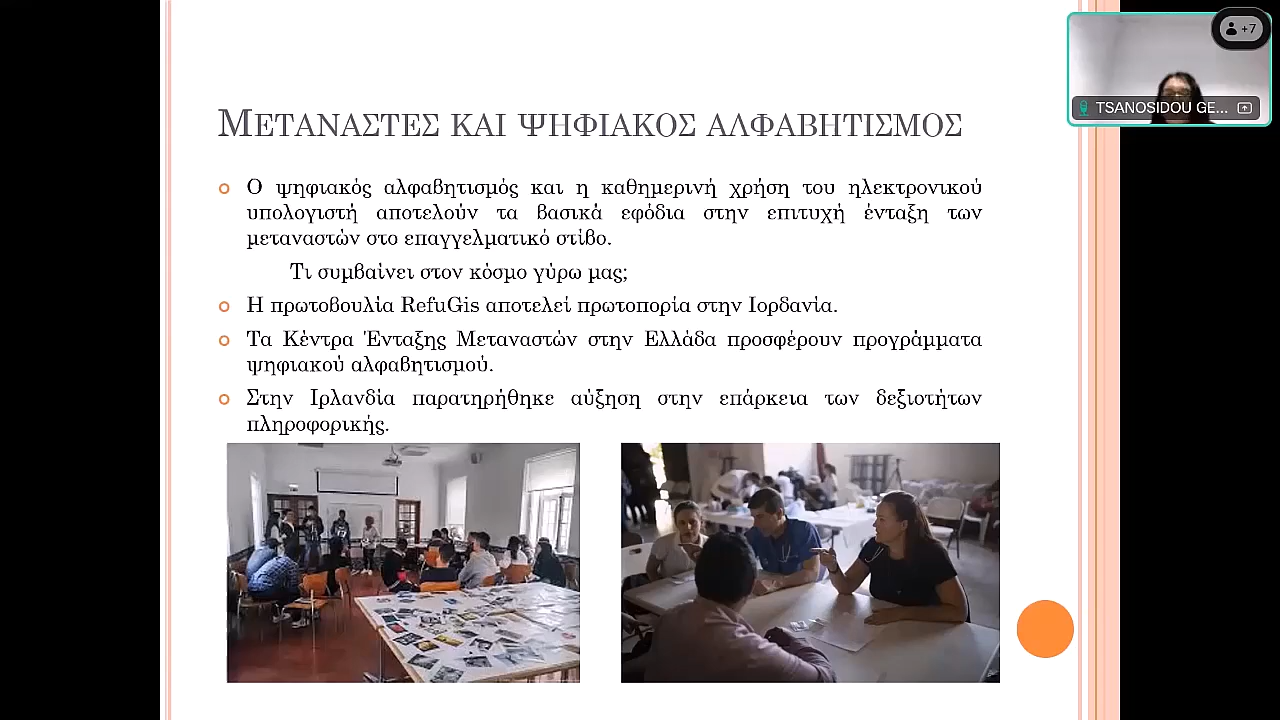 ΜΕΤΑΝΑΣΤΕΣ ΚΑΙ ΨΗΦΙΑΚΟΣ ΑΛΦΑΒΗΤΙΣΜΟΣ
Ο ψηφιακός αλφαβητισμός και η καθημερινή χρήση του ηλεκτρονικού
υπολογιστή αποτελούν τα βασικά εφόδια στην επιτυχή ένταξη των
μεταναστών στο επαγγελματικό στίβο.
Τι συμβαίνει στον κόσμο γύρω μας;
Η πρωτοβουλία RefuGis αποτελεί πρωτοπορία στην Ιορδανία.
Τα Κέντρα Ένταξης Μεταναστών στην Ελλάδα προσφέρουν προγράμματα
ψηφιακού αλφαβητισμού.
Στην Ιρλανδία παρατηρήθηκε αύξηση στην επάρκεια των δεξιοτήτων
πληροφορικής.
+7
TSANOSIDOU GE...